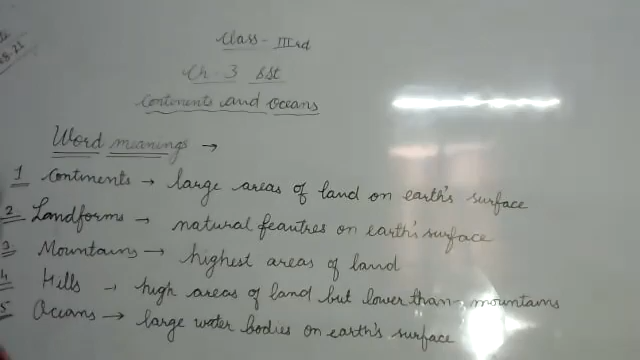 Class - IIIrd
Ch-3 SSt
Continents and Oceans
Word meanings →
1 Continents → large areas of land on earth's surface
2 Landforms → natural feautres on earth's surface
3 Mountains → highest areas of land
4 Hills → high areas of land but lower than mountains
5 Oceans → large water bodies on earth's surface